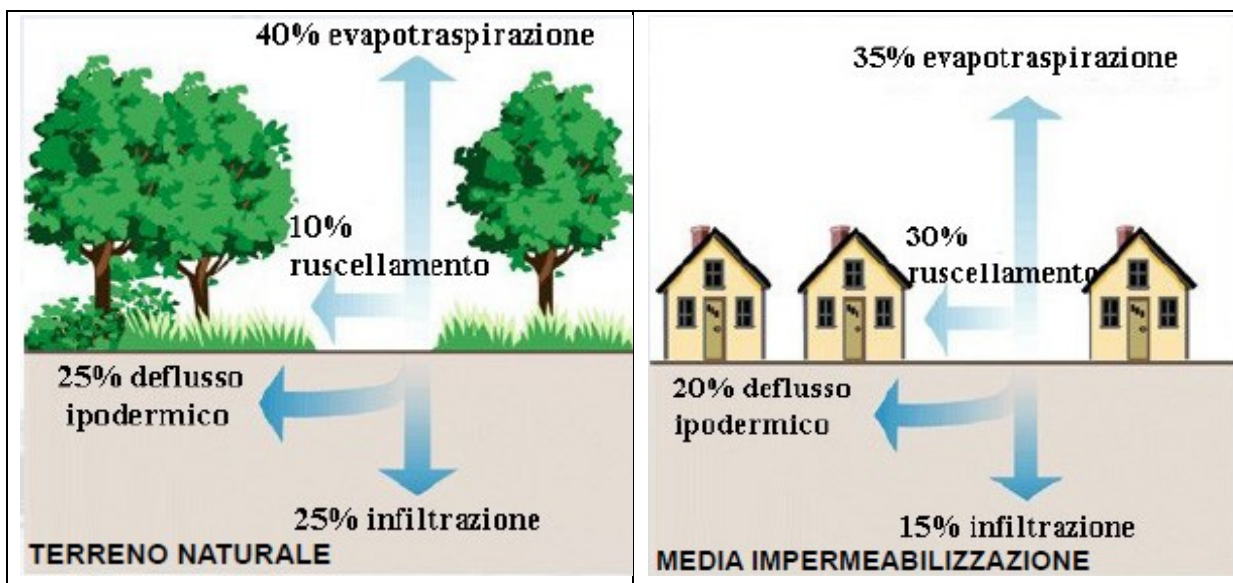 40% evapotraspirazione
10%
ruscellamento
25% deflusso
ipodermico
25% infiltrazione
TERRENO NATURALE
35% evapotraspirazione
30%
ruscellamento
20% deflusso
ipodermico
15% infiltrazione
MEDIA IMPERMEABILIZZAZIONE